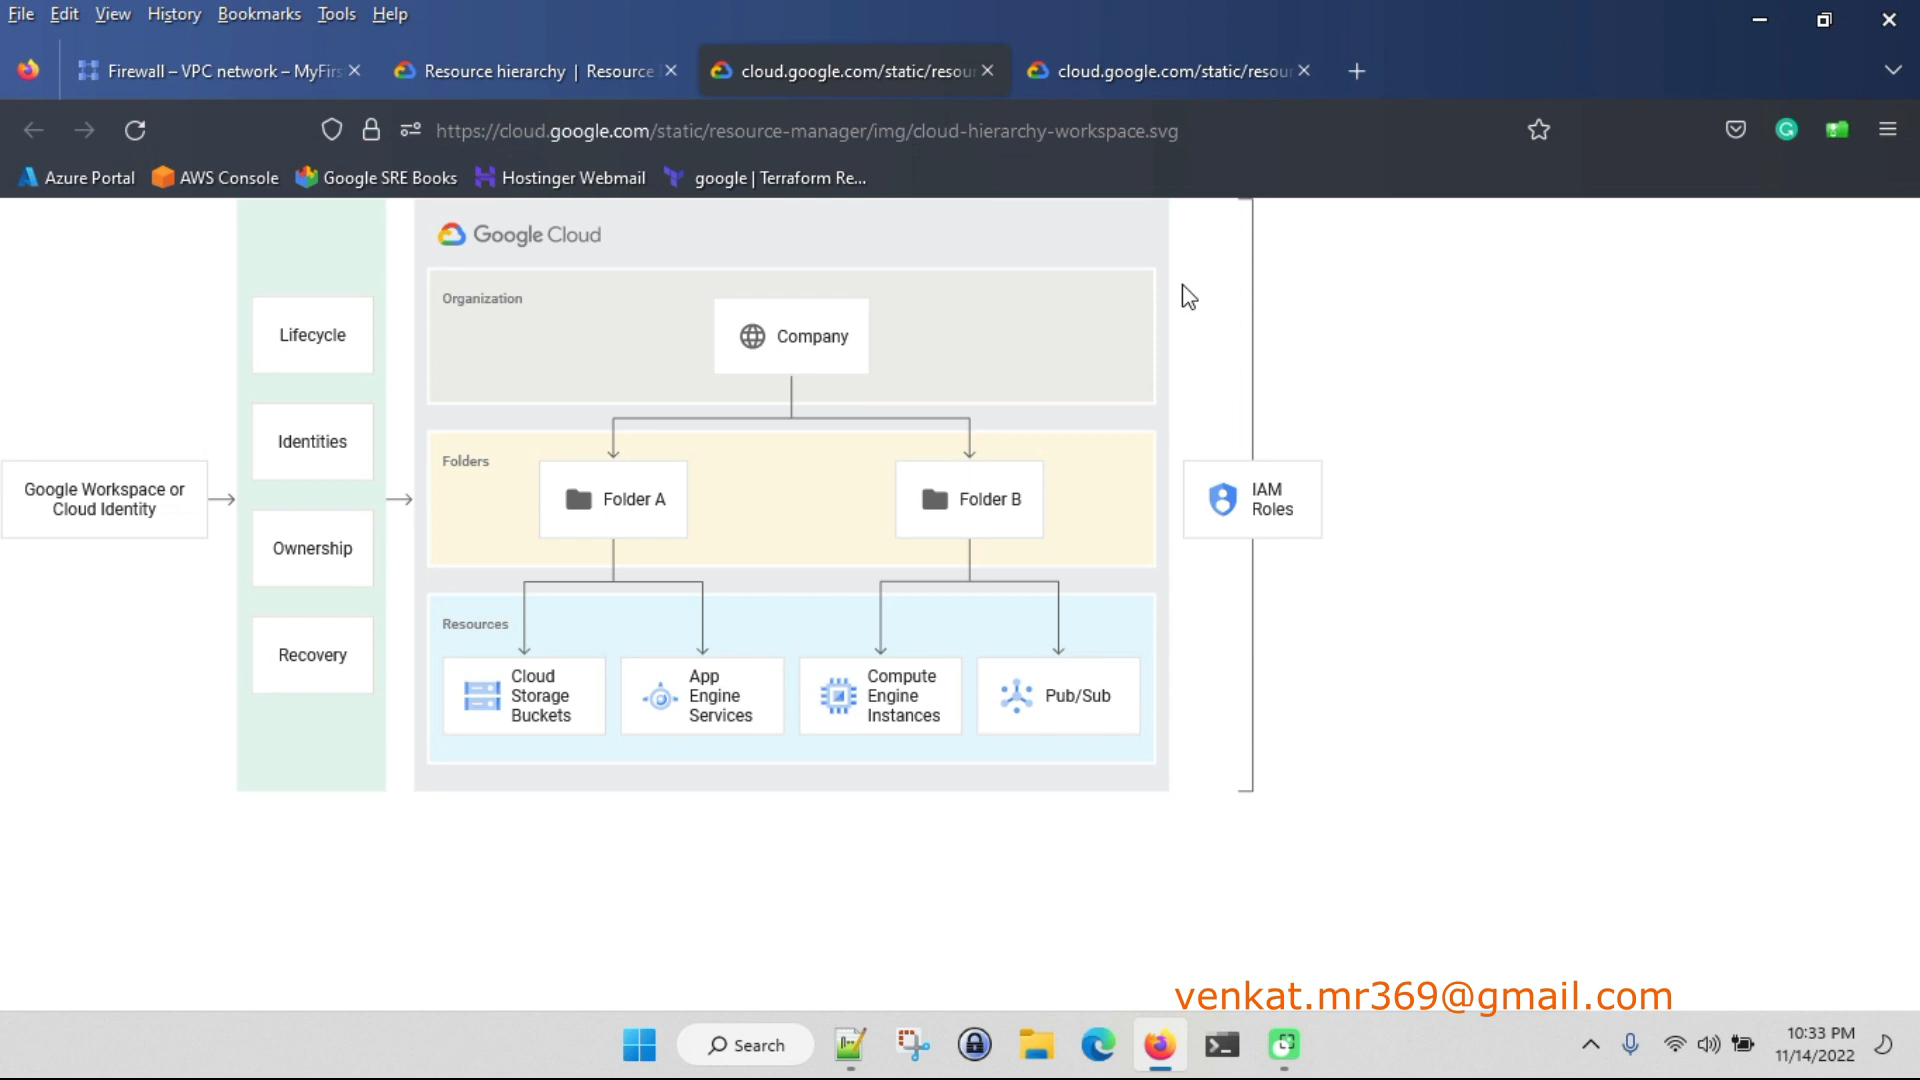 File Edit View History Bookmarks Tools Help
Firewall – VPC network – MyFirs
Resource hierarchy | Resource
cloud.google.com/static/resou
cloud.google.com/static/resou
https://cloud.google.com/static/resource-manager/img/cloud-hierarchy-workspace.svg
Azure Portal AWS Console Google SRE Books Hostinger Webmail google | Terraform Re...
Google Cloud
Organization
Company
Lifecycle
Identities
Ownership
Recovery
Google Workspace or
Cloud Identity
Folders
Folder A
Folder B
IAM
Roles
Resources
Cloud
Storage
Buckets
App
Engine
Services
Compute
Engine
Instances
Pub/Sub
venkat.mr369@gmail.com
Search
10:33 PM
11/14/2022